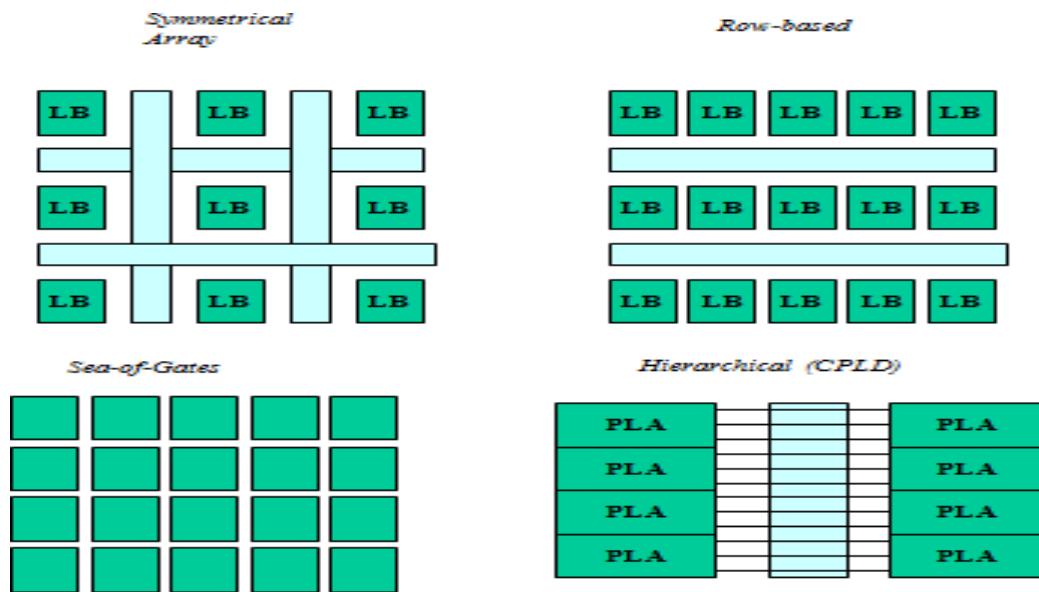 Symmetrical
Array
Row-based
LB LB LB
LB LB LB LB LB
LB LB LB
LB LB LB LB LB
LB LB LB
LB LB LB LB LB
Sea-of-Gates
Hierarchical (CPLD)
PLA PLA
PLA PLA
PLA PLA
PLA PLA